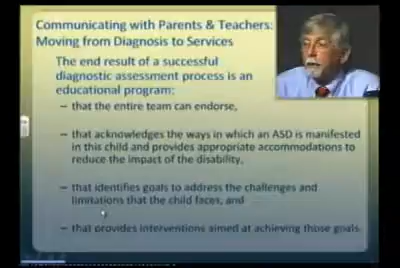 Communicating with Parents & Teachers:
Moving from Diagnosis to Services
The end result of a successful
diagnostic assessment process is an
educational program:
– that the entire team can endorse,
– that acknowledges the ways in which an ASD is manifested
in this child and provides appropriate accommodations to
reduce the impact of the disability,
– that identifies goals to address the challenges and
limitations that the child faces, and
– that provides interventions aimed at achieving those goals.